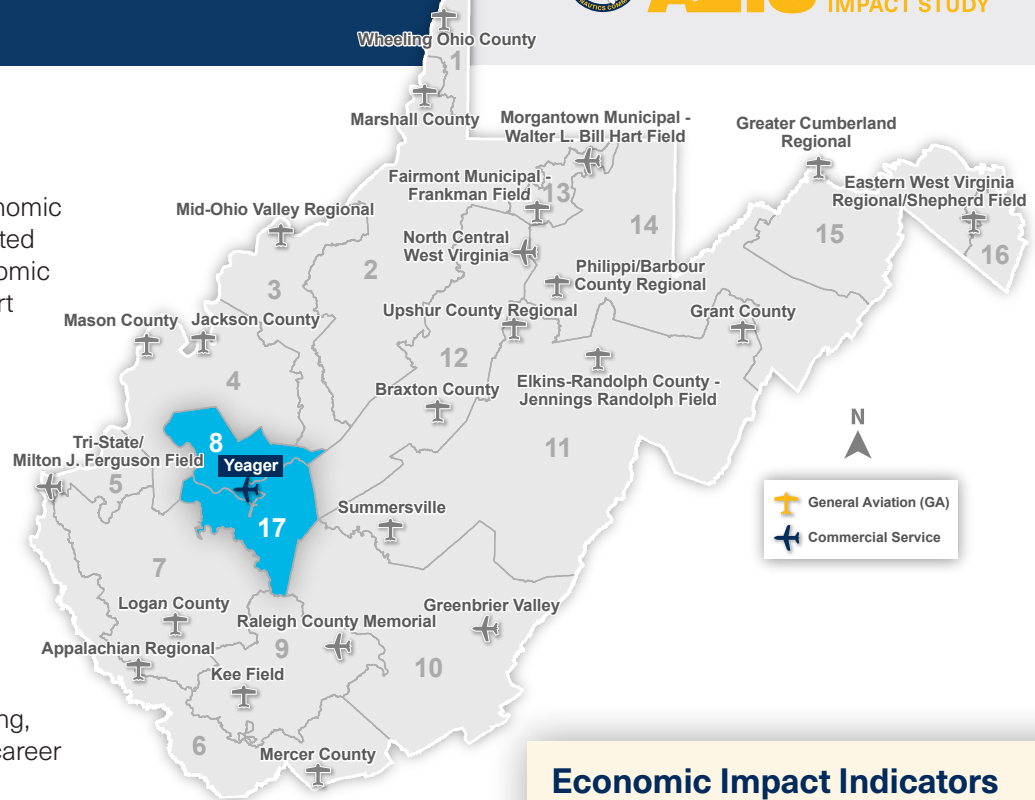 IMPACT STUDY
Wheeling Ohio County
1
Marshall County
Morgantown Municipal -
Walter L. Bill Hart Field
Greater Cumberland
Regional
Fairmont Municipal -
Frankman Field
13
Eastern West Virginia
Regional/Shepherd Field
nomic
ted
omic
rt
Mid-Ohio Valley Regional
14
15
16
North Central
West Virginia
2
3
Philippi/Barbour
County Regional
Mason County
Jackson County
Upshur County Regional
Grant County
12
4
Braxton County
Elkins-Randolph County -
Jennings Randolph Field
N
Tri-State/
Milton J. Ferguson Field
8
Yeager
11
5
General Aviation (GA)
Commercial Service
Summersville
17
7
Logan County
Raleigh County Memorial
Greenbrier Valley
Appalachian Regional
9
10
Kee Field
ng,
career
6
Mercer County
Economic Impact Indicators